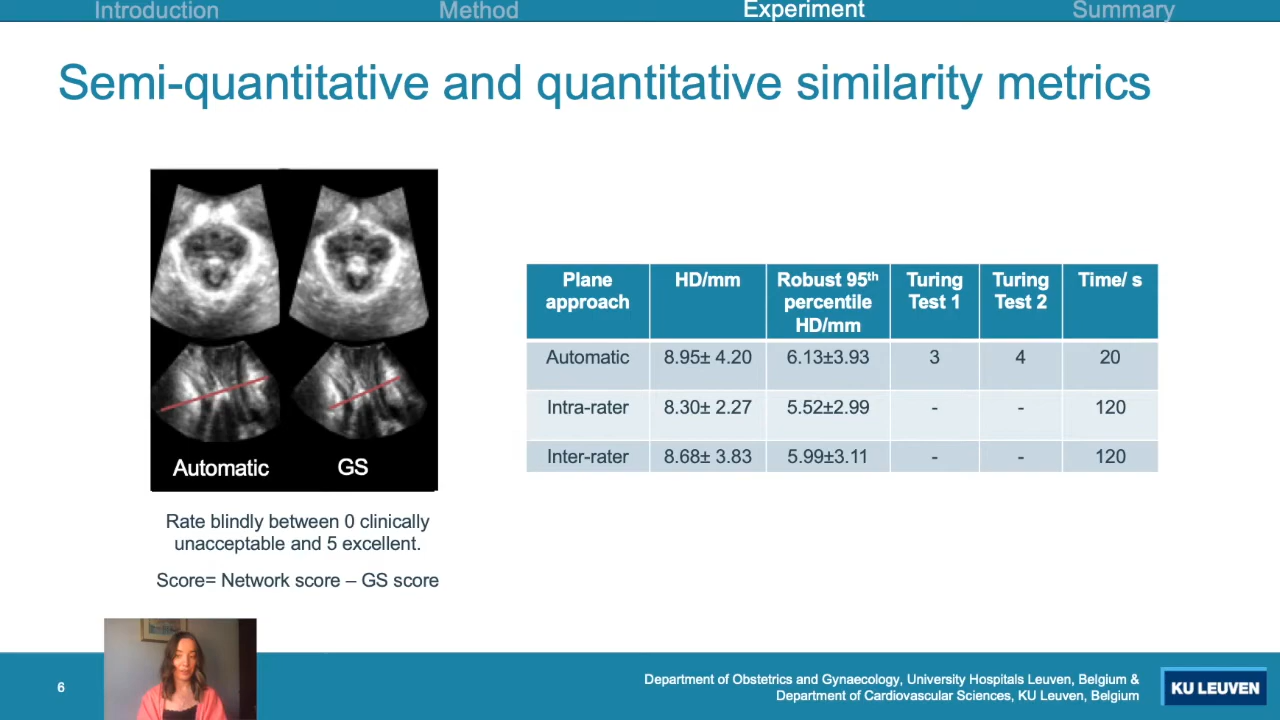 Introduction Method Experiment Summary
Semi-quantitative and quantitative similarity metrics
Automatic GS
Rate blindly between 0 clinically
unacceptable and 5 excellent.
Score= Network score – GS score
Plane approach HD/mm Robust 95th percentile HD/mm Turing Test 1 Turing Test 2 Time/ s
Automatic 8.95± 4.20 6.13±3.93 3 4 20
Intra-rater 8.30± 2.27 5.52±2.99 - - 120
Inter-rater 8.68± 3.83 5.99±3.11 - - 120
6
Department of Obstetrics and Gynaecology, University Hospitals Leuven, Belgium &
Department of Cardiovascular Sciences, KU Leuven, Belgium
KU LEUVEN